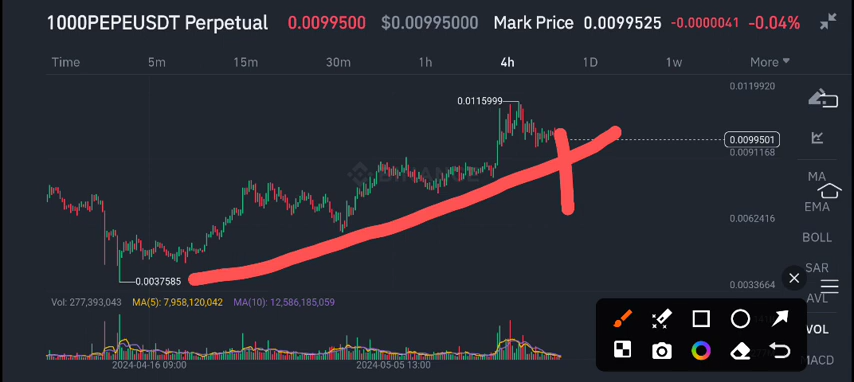 1000PEPEUSDT Perpetual 0.0099500 $0.00995000 Mark Price 0.0099525 -0.0000041 -0.04%
Time 5m 15m 30m 1h 4h 1D 1w More
0.0119920
0.0115999
0.0099501
0.0091168
MA
BINANCE
EMA
0.0062416
BOLL
SAR
0.0037585
0.0033664
AVL
Vol: 277,393,043 MA(5): 7,958,120,042 MA(10): 12,586,185,059
VOL
MACD
2024-04-16 09:00 2024-05-05 13:00